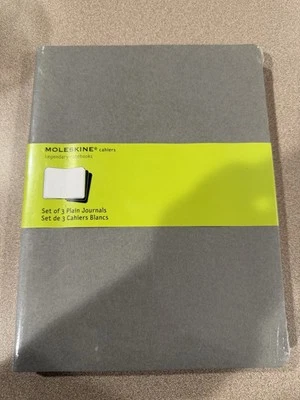 MOLESKINE® cahiers
Legendary notebooks
Set of 3 Plain Journals
Set de 3 Cahiers Blancs